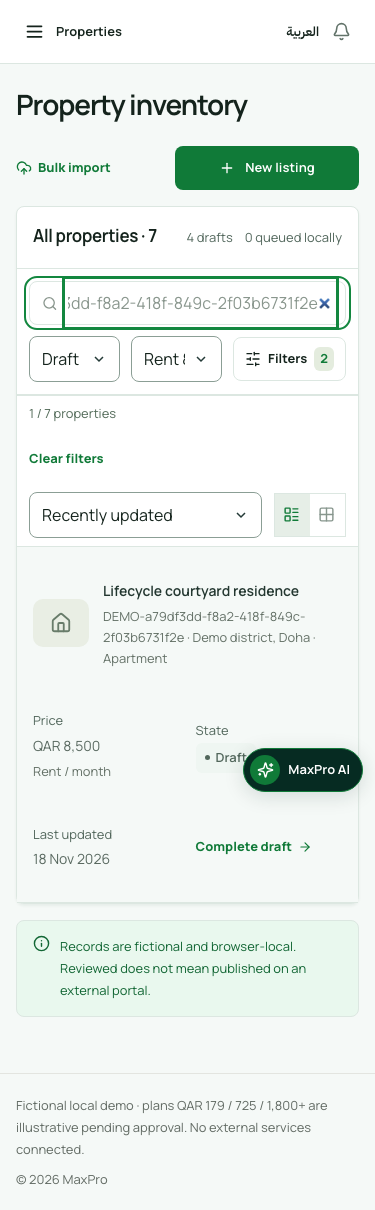 Properties
العربية
Property inventory
Bulk import
New listing
All properties · 7
4 drafts
0 queued locally
3dd-f8a2-418f-849c-2f03b6731f2e
Draft
Rent &
Filters 2
1 / 7 properties
Clear filters
Recently updated
Lifecycle courtyard residence
DEMO-a79df3dd-f8a2-418f-849c-
2f03b6731f2e · Demo district, Doha ·
Apartment
Price
QAR 8,500
Rent / month
State
Draft
MaxPro AI
Last updated
18 Nov 2026
Complete draft
Records are fictional and browser-local.
Reviewed does not mean published on an
external portal.
Fictional local demo · plans QAR 179 / 725 / 1,800+ are
illustrative pending approval. No external services
connected.
© 2026 MaxPro